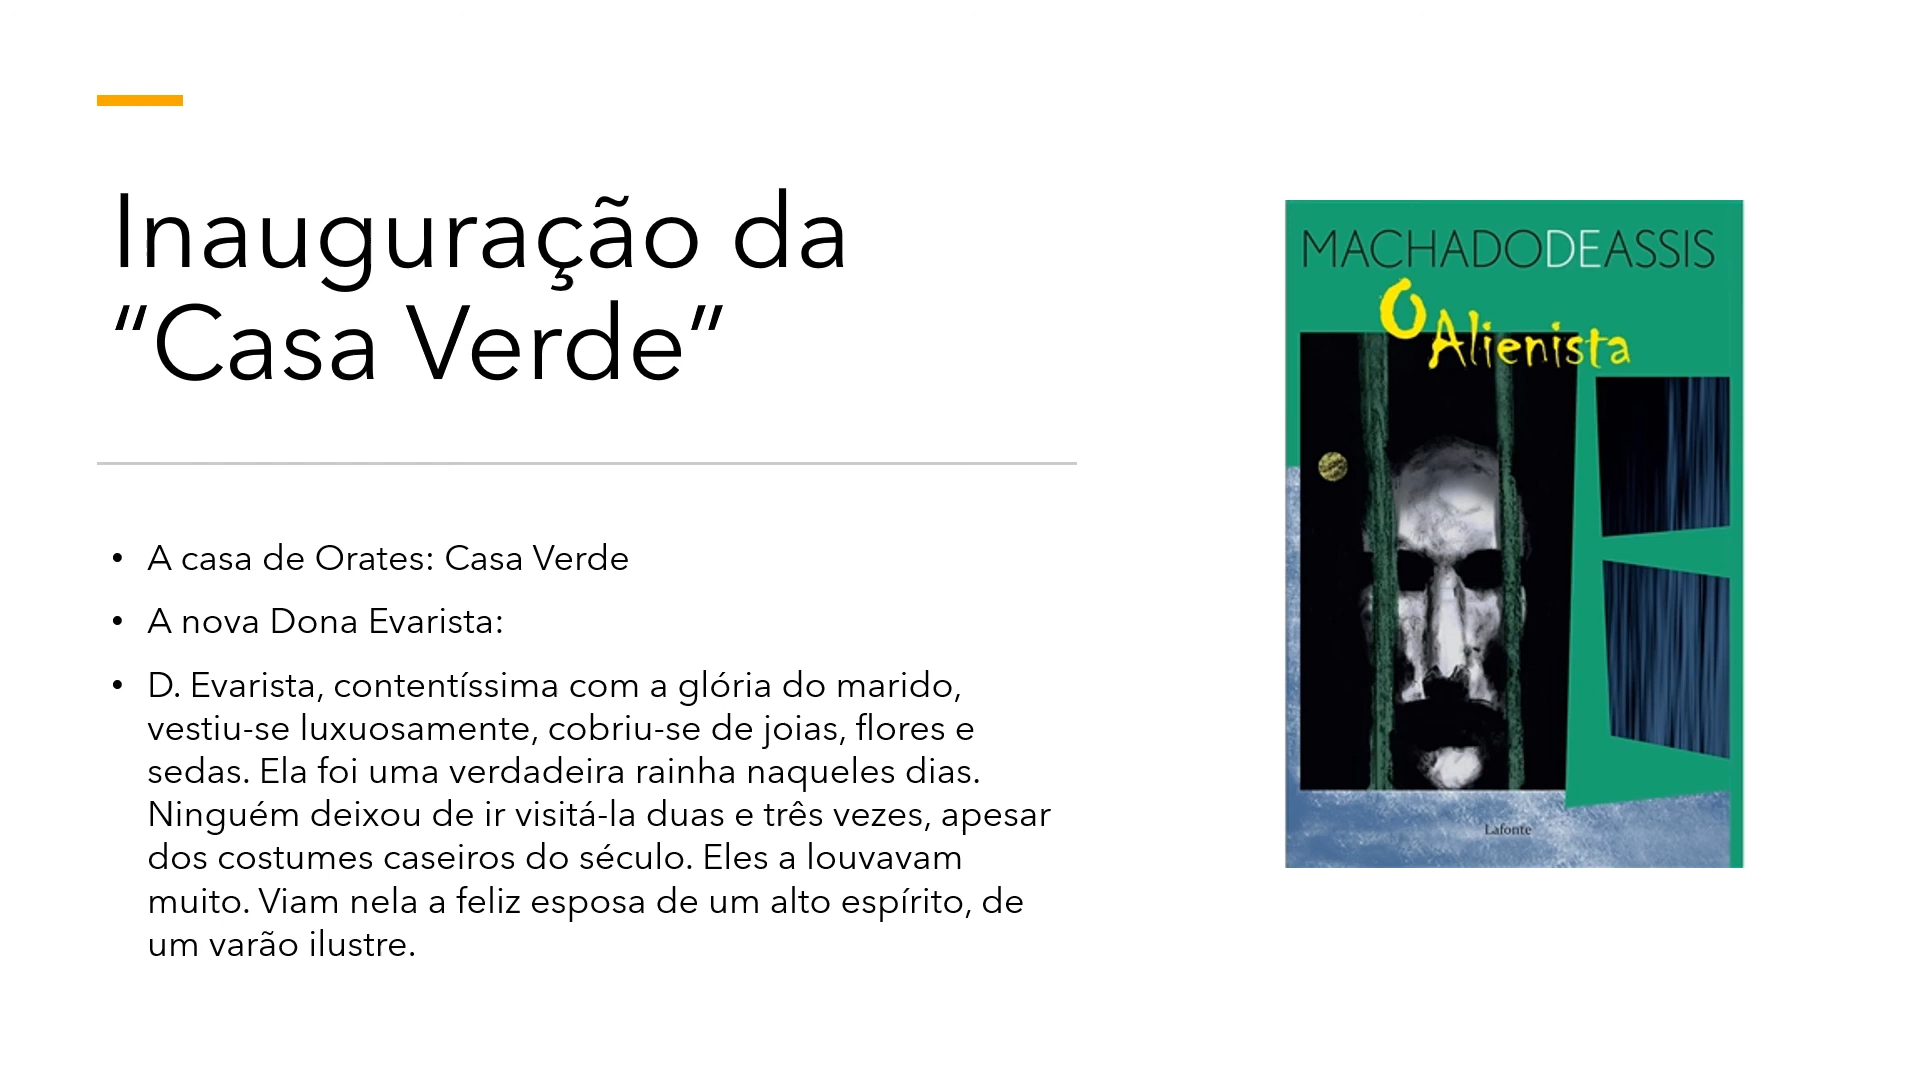 Inauguração da
“Casa Verde”
• A casa de Orates: Casa Verde
• A nova Dona Evarista:
• D. Evarista, contentíssima com a glória do marido,
vestiu-se luxuosamente, cobriu-se de joias, flores e
sedas. Ela foi uma verdadeira rainha naqueles dias.
Ninguém deixou de ir visitá-la duas e três vezes, apesar
dos costumes caseiros do século. Eles a louvavam
muito. Viam nela a feliz esposa de um alto espírito, de
um varão ilustre.
MACHADODEASSIS
O
Alienista
Lafonte